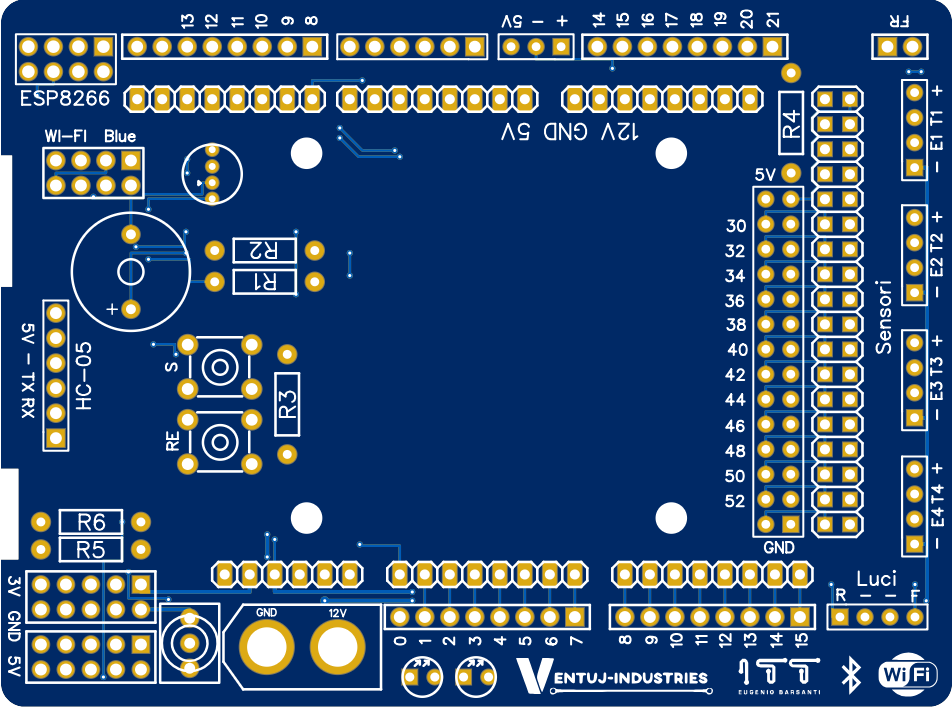 13 12 11 10 9 8
5V - +
14 15 16 17 18 19 20 21
FR
ESP8266
5V GND 12V
R4
WI-FI Blue
+ T1 E1 -
5V
30
32
34
36
38
40
42
44
46
48
50
52
GND
+ T2 E2 -
Sensori
+ T3 E3 -
+ T4 E4 -
R2
R1
+
5V - TX RX
HC-05
S
RE
R3
R6
R5
3V GND 5V
GND 12V
0 1 2 3 4 5 6 7
8 9 10 11 12 13 14 15
Luci
R - - F
VENTUJ-INDUSTRIES
ITT
EUGENIO BARSANTI
WiFi